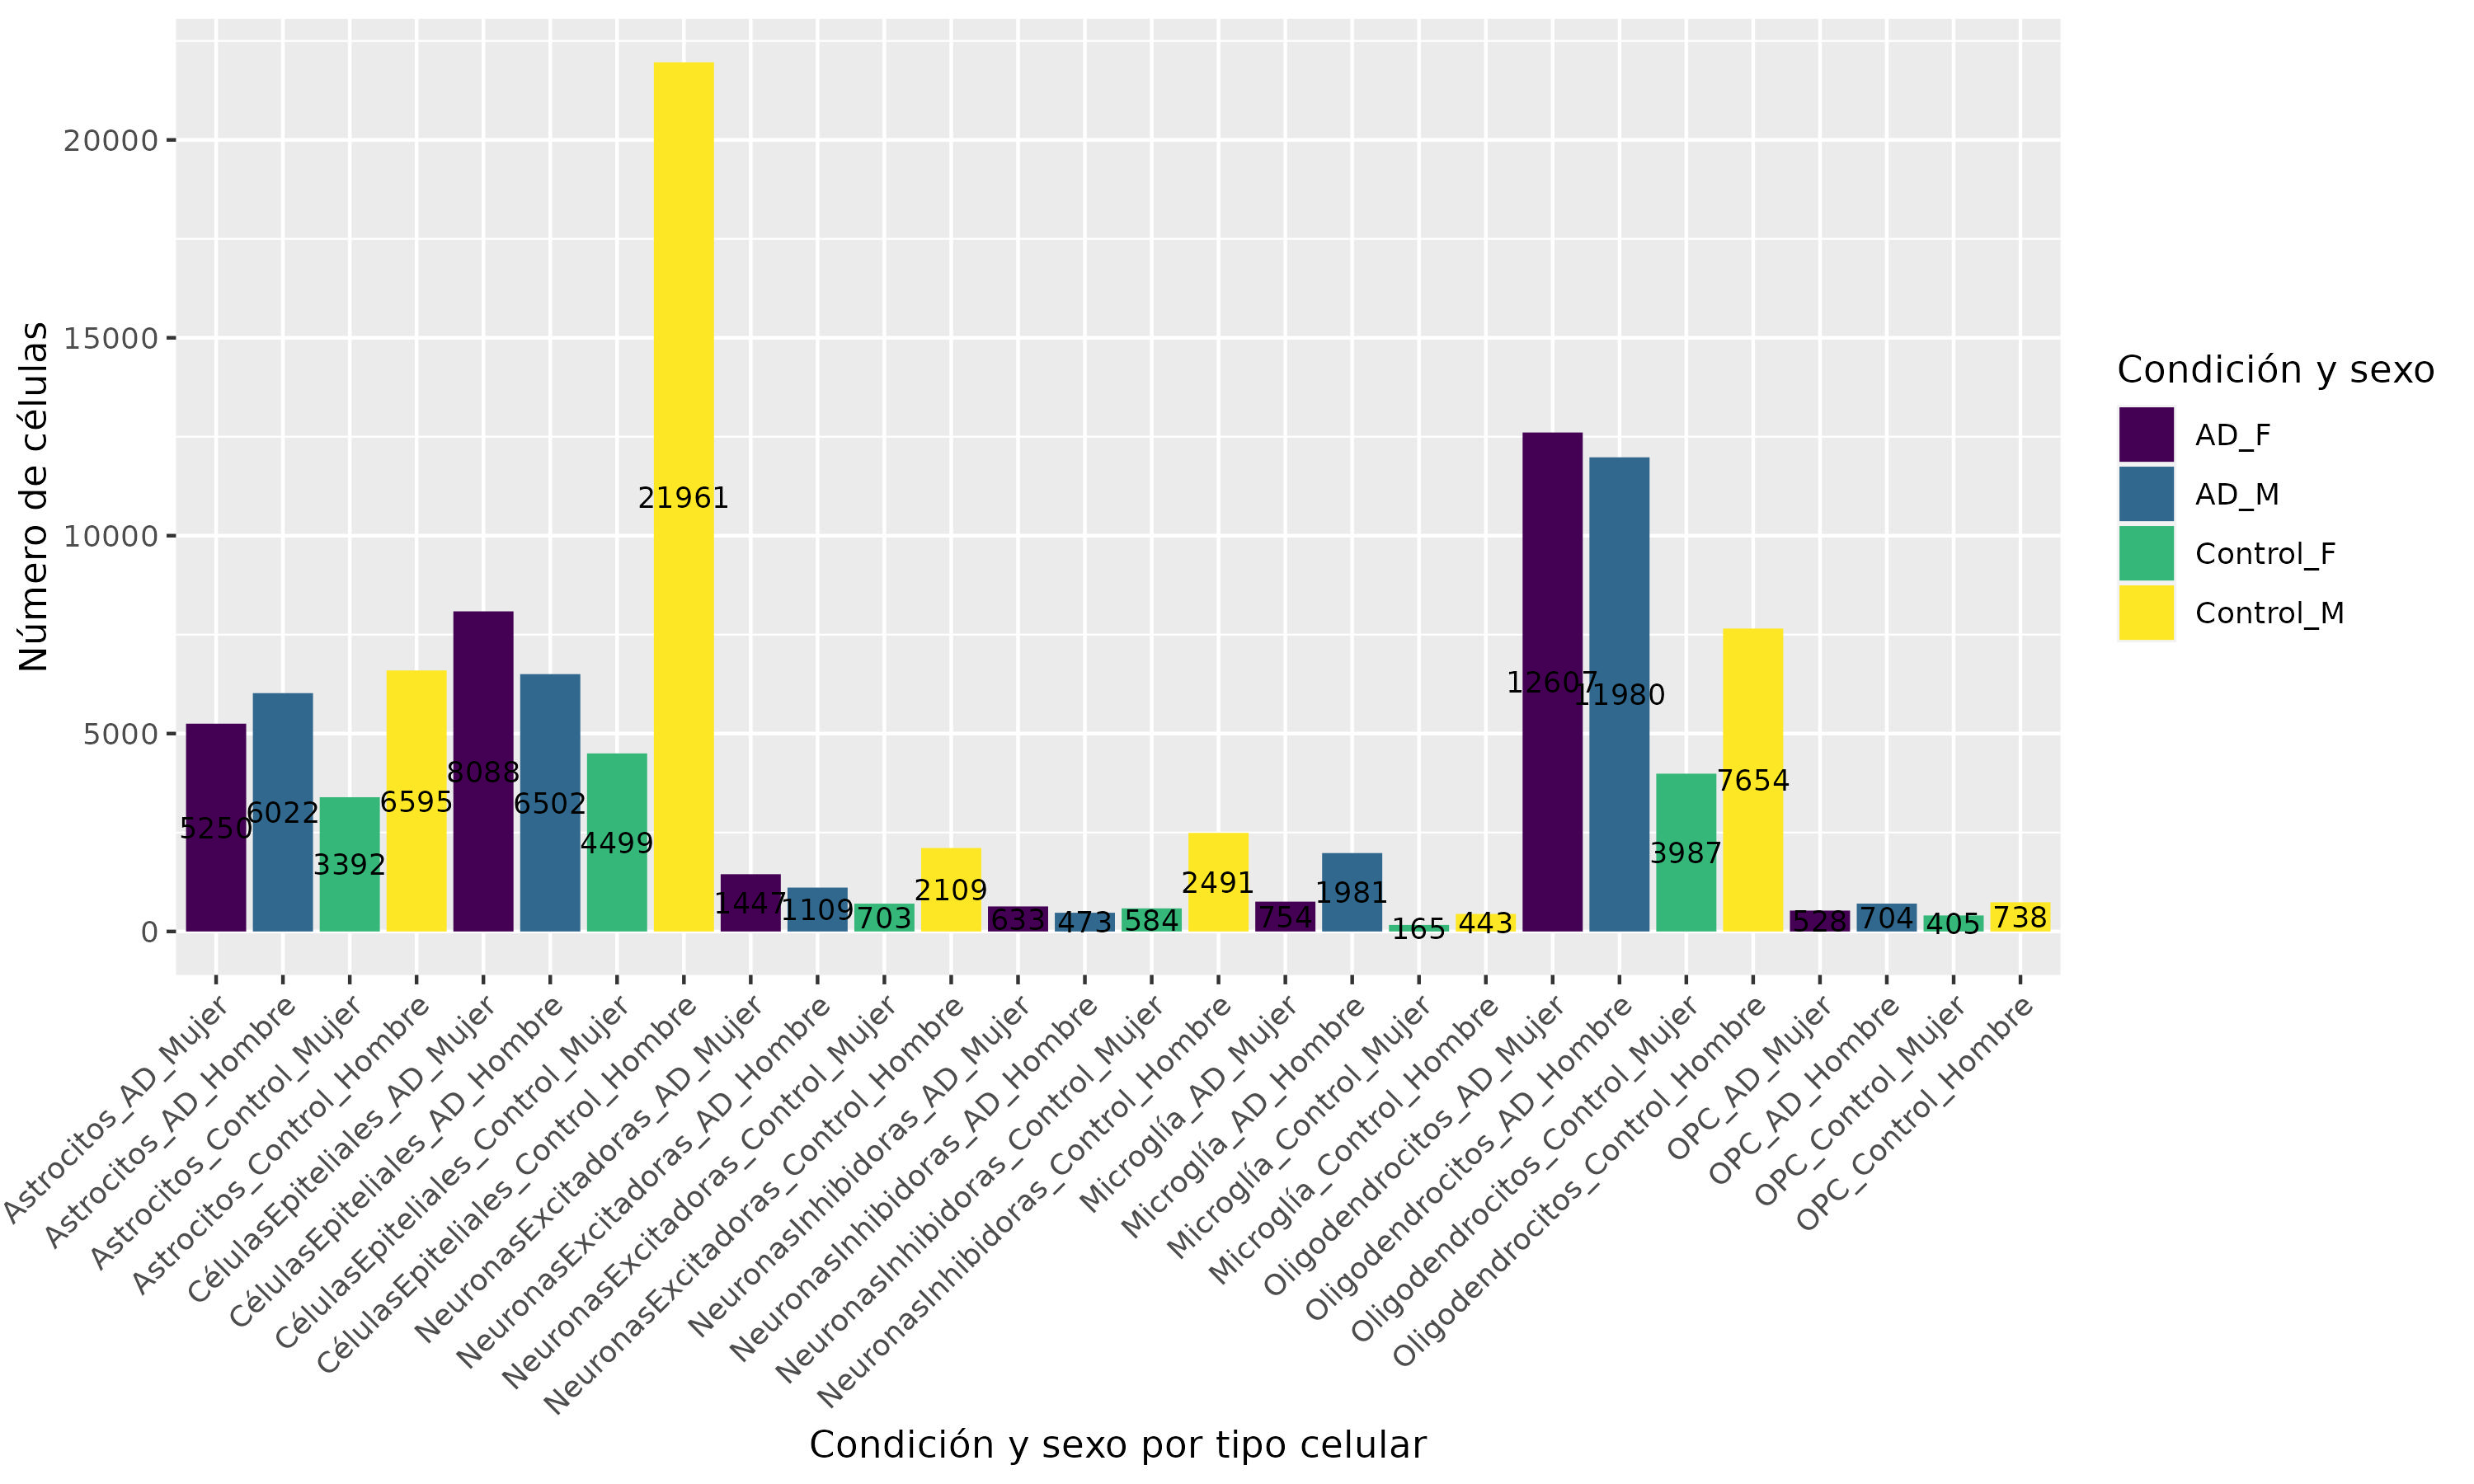 Número de células
20000
15000
10000
5000
0
5250
6022
3392
6595
8088
6502
4499
21961
1447
1109
703
2109
633
473
584
2491
754
1981
165
443
12607
11980
3987
7654
528
704
405
738
Astrocitos_AD_Mujer
Astrocitos_AD_Hombre
Astrocitos_Control_Mujer
Astrocitos_Control_Hombre
CélulasEpiteliales_AD_Mujer
CélulasEpiteliales_AD_Hombre
CélulasEpiteliales_Control_Mujer
CélulasEpiteliales_Control_Hombre
NeuronasExcitadoras_AD_Mujer
NeuronasExcitadoras_AD_Hombre
NeuronasExcitadoras_Control_Mujer
NeuronasExcitadoras_Control_Hombre
NeuronasInhibidoras_AD_Mujer
NeuronasInhibidoras_AD_Hombre
NeuronasInhibidoras_Control_Mujer
NeuronasInhibidoras_Control_Hombre
Microglía_AD_Mujer
Microglía_AD_Hombre
Microglía_Control_Mujer
Microglía_Control_Hombre
Oligodendrocitos_AD_Mujer
Oligodendrocitos_AD_Hombre
Oligodendrocitos_Control_Mujer
Oligodendrocitos_Control_Hombre
OPC_AD_Mujer
OPC_AD_Hombre
OPC_Control_Mujer
OPC_Control_Hombre
Condición y sexo por tipo celular
Condición y sexo
AD_F
AD_M
Control_F
Control_M